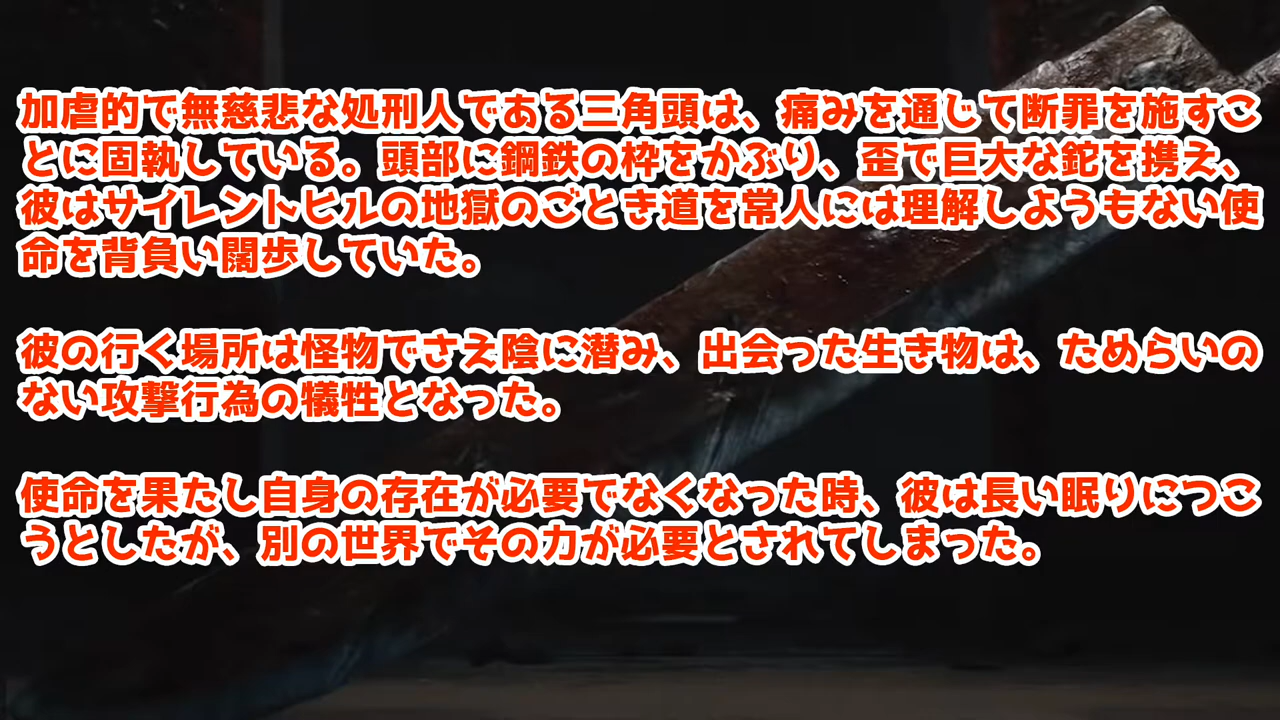 加虐的で無慈悲な処刑人である三角頭は、痛みを通じて断罪を施すこ
とに固執している。頭部に鋼鉄の枠をかぶり、歪で巨大な鉈を携え、
彼はサイレントヒルの地獄のごとき道を常人には理解しようもない使
命を背負い闊歩していた。
彼の行く場所は怪物でさえ陰に潜み、出会った生き物は、ためらいの
ない攻撃行為の犠牲となった。
使命を果たし自身の存在が必要でなくなった時、彼は長い眠りにつこ
うとしたが、別の世界でその力が必要とされてしまった。